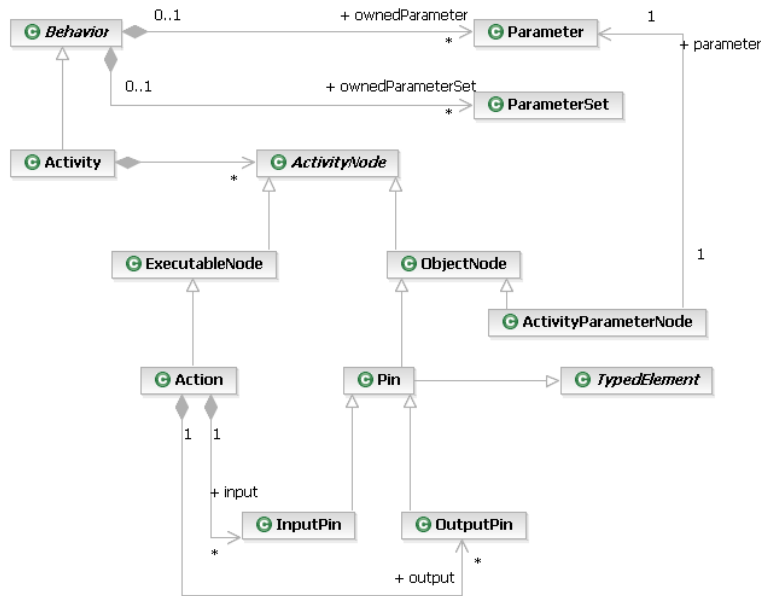 0..1
+ ownedParameter
1
C Behavior
*
C Parameter
+ parameter
0..1
+ ownedParameterSet
*
C ParameterSet
C Activity
*
C ActivityNode
C ExecutableNode
C ObjectNode
1
C ActivityParameterNode
C Action
C Pin
C TypedElement
1
1
+ input
C InputPin
C OutputPin
*
*
+ output